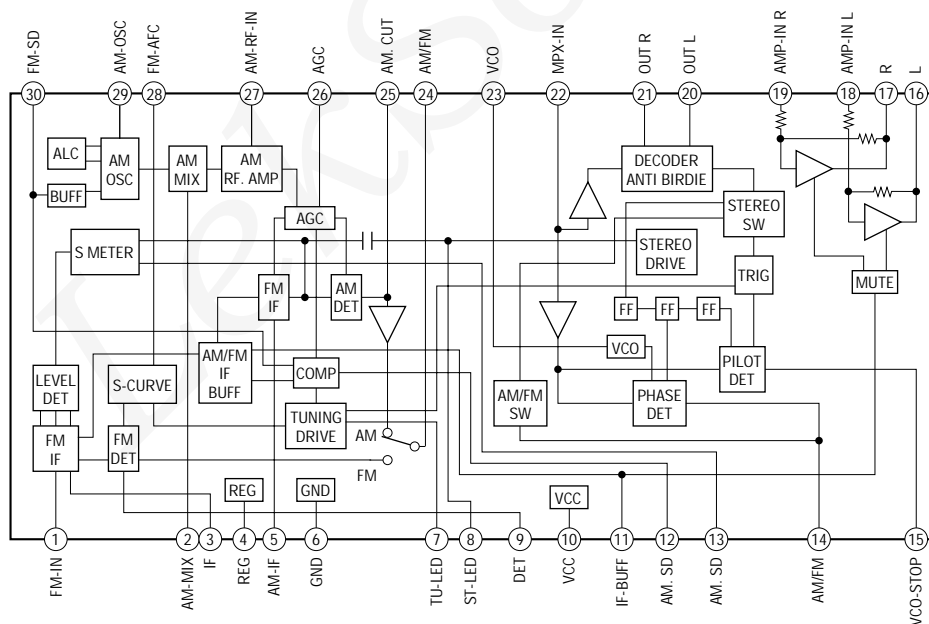 FM-SD
AM-OSC
FM-AFC
AM-RF-IN
AGC
AM. CUT
AM/FM
VCO
MPX-IN
OUT R
OUT L
AMP-IN R
AMP-IN L
R
L
30
29
28
27
26
25
24
23
22
21
20
19
18
17
16
ALC
AM
OSC
BUFF
AM
MIX
AM
RF. AMP
AGC
DECODER
ANTI BIRDIE
STEREO
SW
S METER
STEREO
DRIVE
FM
IF
AM
DET
TRIG
MUTE
FF
FF
FF
VCO
AM/FM
IF
BUFF
COMP
PILOT
DET
LEVEL
DET
S-CURVE
TUNING
DRIVE
AM/FM
SW
PHASE
DET
FM
IF
FM
DET
AM
FM
REG
GND
VCC
1
2
3
4
5
6
7
8
9
10
11
12
13
14
15
FM-IN
AM-MIX
IF
REG
AM-IF
GND
TU-LED
ST-LED
DET
VCC
IF-BUFF
AM. SD
AM. SD
AM/FM
VCO-STOP